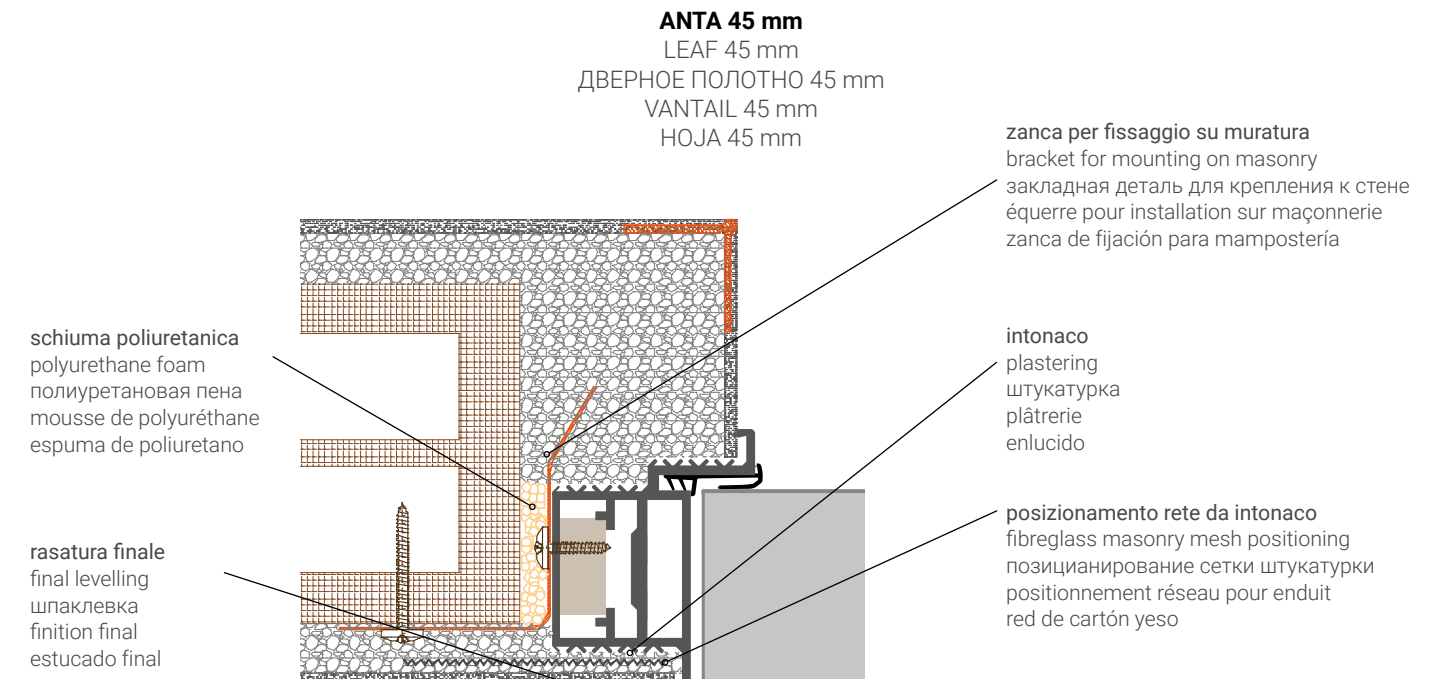 ANTA 45 mm
LEAF 45 mm
ДВЕРНОЕ ПОЛОТНО 45 mm
VANTAIL 45 mm
HOJA 45 mm
zanca per fissaggio su muratura
bracket for mounting on masonry
закладная деталь для крепления к стене
équerre pour installation sur maçonnerie
zanca de fijación para mampostería
schiuma poliuretanica
polyurethane foam
полиуретановая пена
mousse de polyuréthane
espuma de poliuretano
intonaco
plastering
штукатурка
plâtrerie
enlucido
posizionamento rete da intonaco
fibreglass masonry mesh positioning
позицианирование сетки штукатурки
positionnement réseau pour enduit
red de cartón yeso
rasatura finale
final levelling
шпаклевка
finition final
estucado final